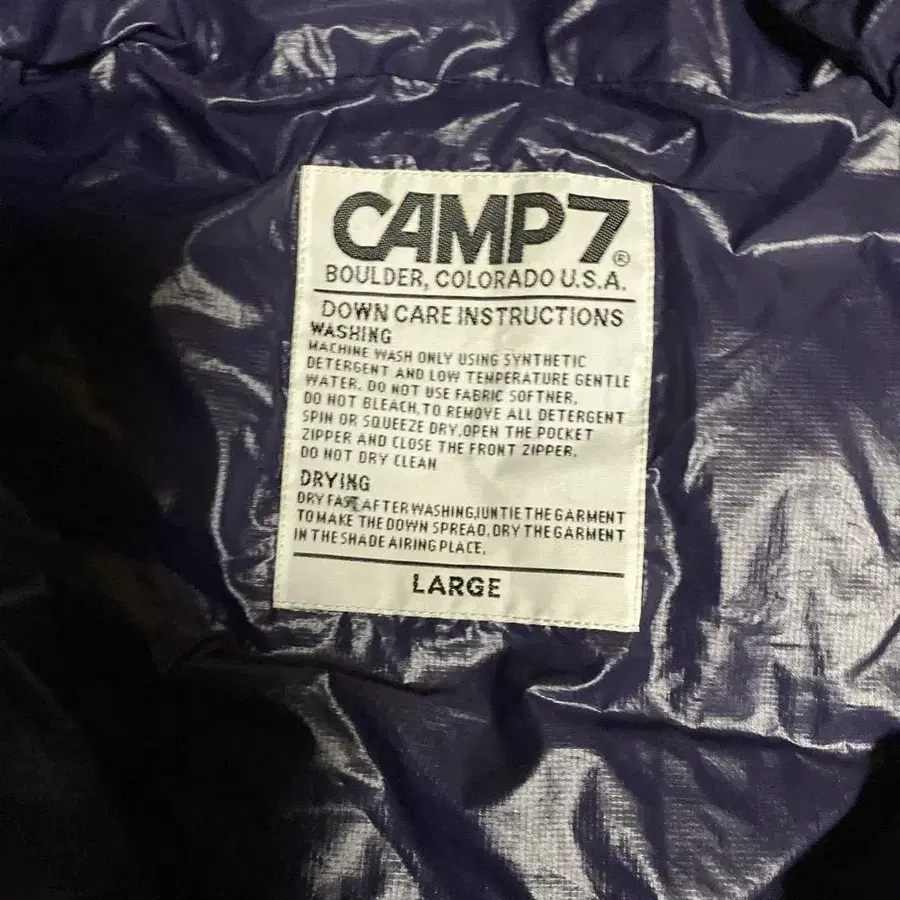 CAMP7®
BOULDER, COLORADO U.S.A.
DOWN CARE INSTRUCTIONS
WASHING
MACHINE WASH ONLY USING SYNTHETIC
DETERGENT AND LOW TEMPERATURE GENTLE
WATER. DO NOT USE FABRIC SOFTNER.
DO NOT BLEACH, TO REMOVE ALL DETERGENT
SPIN OR SQUEEZE DRY. OPEN THE POCKET
ZIPPER AND CLOSE THE FRONT ZIPPER.
DO NOT DRY CLEAN
DRYING
DRY FAST AFTER WASHING, IUNTIE THE GARMENT
TO MAKE THE DOWN SPREAD. DRY THE GARMENT
IN THE SHADE AIRING PLACE.
LARGE